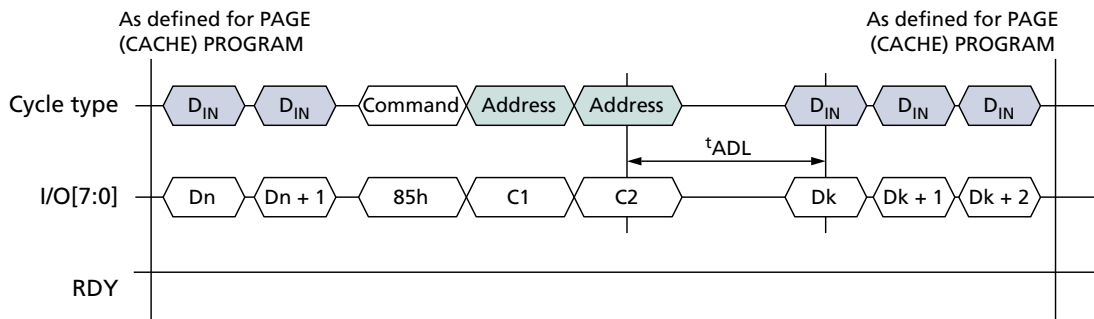 As defined for PAGE
(CACHE) PROGRAM
As defined for PAGE
(CACHE) PROGRAM
Cycle type
DIN
DIN
Command
Address
Address
DIN
DIN
DIN
tADL
I/O[7:0]
Dn
Dn + 1
85h
C1
C2
Dk
Dk + 1
Dk + 2
RDY